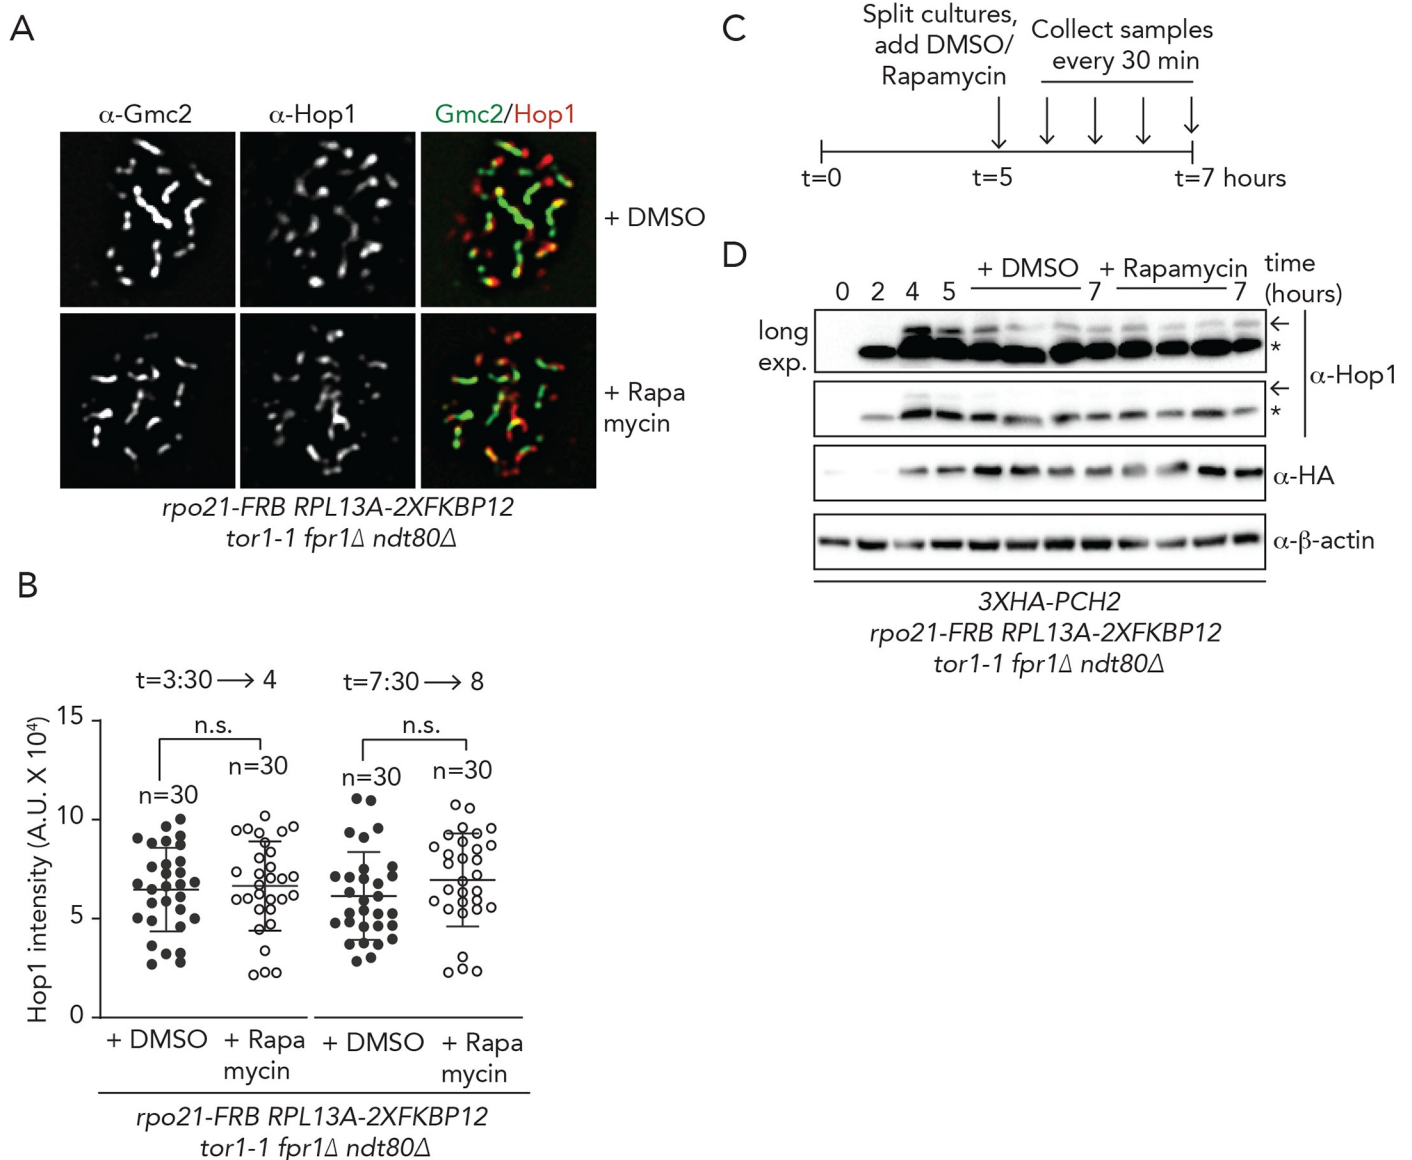 A
α-Gmc2
α-Hop1
Gmc2/Hop1
+ DMSO
+ Rapa
mycin
rpo21-FRB RPL13A-2XFKBP12
tor1-1 fpr1Δ ndt80Δ
B
t=3:30 → 4
t=7:30 → 8
Hop1 intensity (A.U. X 10⁴)
15
10
5
0
n.s.
n.s.
n=30
n=30
n=30
n=30
+ DMSO
+ Rapa
mycin
+ DMSO
+ Rapa
mycin
rpo21-FRB RPL13A-2XFKBP12
tor1-1 fpr1Δ ndt80Δ
C
Split cultures,
add DMSO/
Rapamycin
Collect samples
every 30 min
t=0
t=5
t=7 hours
D
+ DMSO
+ Rapamycin
time
(hours)
0 2 4 5 7 7
long
exp.
←
*
←
*
α-Hop1
α-HA
α-β-actin
3XHA-PCH2
rpo21-FRB RPL13A-2XFKBP12
tor1-1 fpr1Δ ndt80Δ